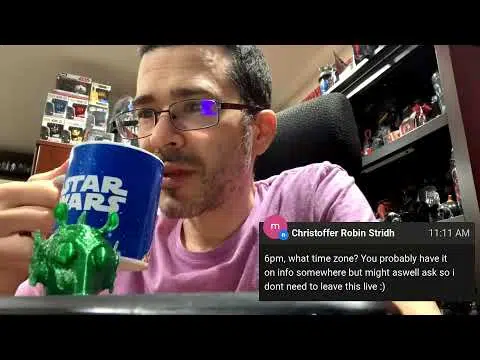 STAR
WARS
m
Christoffer Robin Stridh
11:11 AM
6pm, what time zone? You probably have it
on info somewhere but might aswell ask so i
dont need to leave this live :)